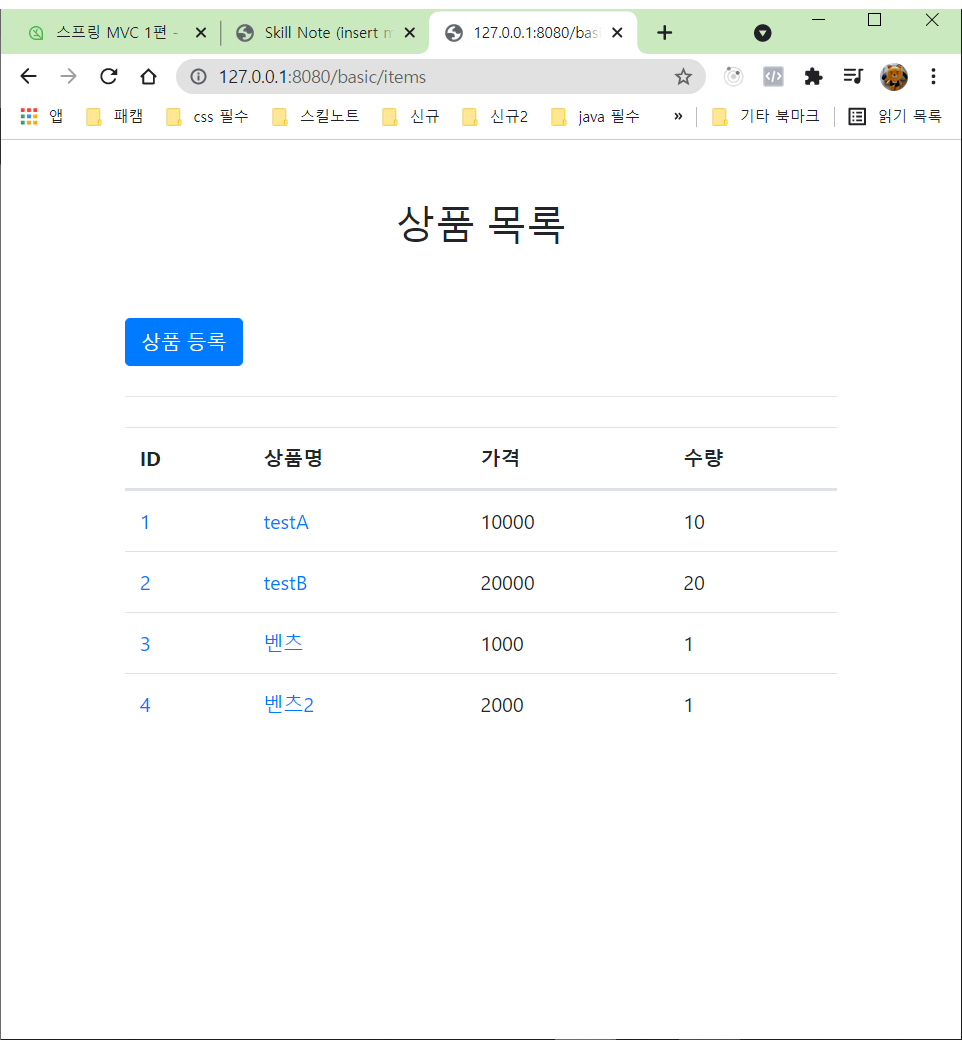 스프링 MVC 1편 -
Skill Note (insert
127.0.0.1:8080/bas
127.0.0.1:8080/basic/items
앱 패캠 css 필수 스킬노트 신규 신규2 java 필수 » 기타 북마크 읽기 목록
상품 목록
상품 등록
ID 상품명 가격 수량
1 testA 10000 10
2 testB 20000 20
3 벤츠 1000 1
4 벤츠2 2000 1